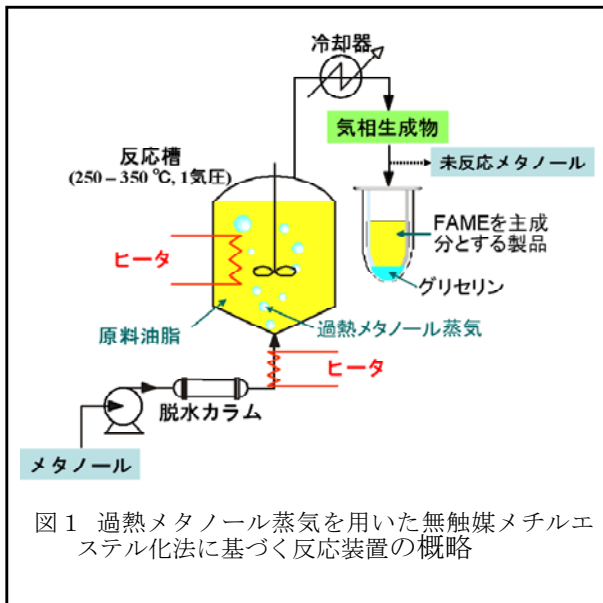 冷却器
気相生成物
未反応メタノール
反応槽
(250 – 350 ℃, 1気圧)
FAMEを主成
分とする製品
グリセリン
ヒータ
原料油脂
過熱メタノール蒸気
ヒータ
脱水カラム
メタノール
図1 過熱メタノール蒸気を用いた無触媒メチルエ
ステル化法に基づく反応装置の概略